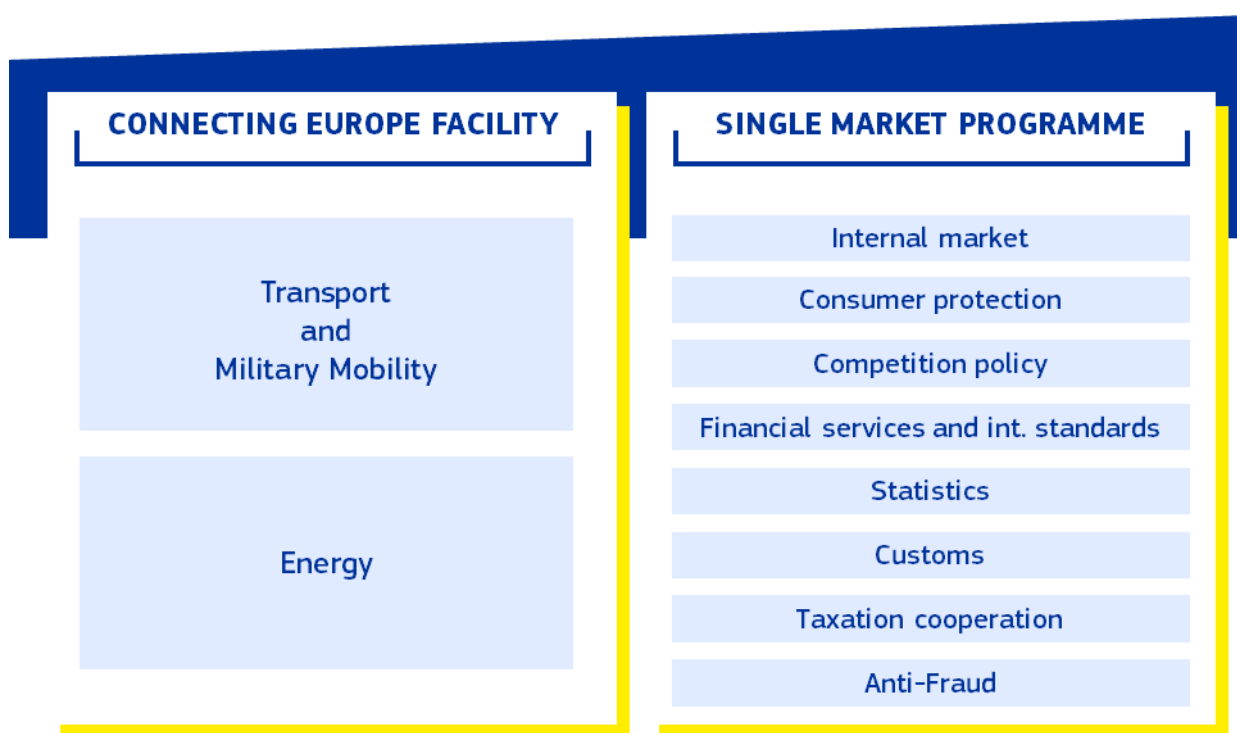 CONNECTING EUROPE FACILITY
Transport
and
Military Mobility
Energy
SINGLE MARKET PROGRAMME
Internal market
Consumer protection
Competition policy
Financial services and int. standards
Statistics
Customs
Taxation cooperation
Anti-Fraud